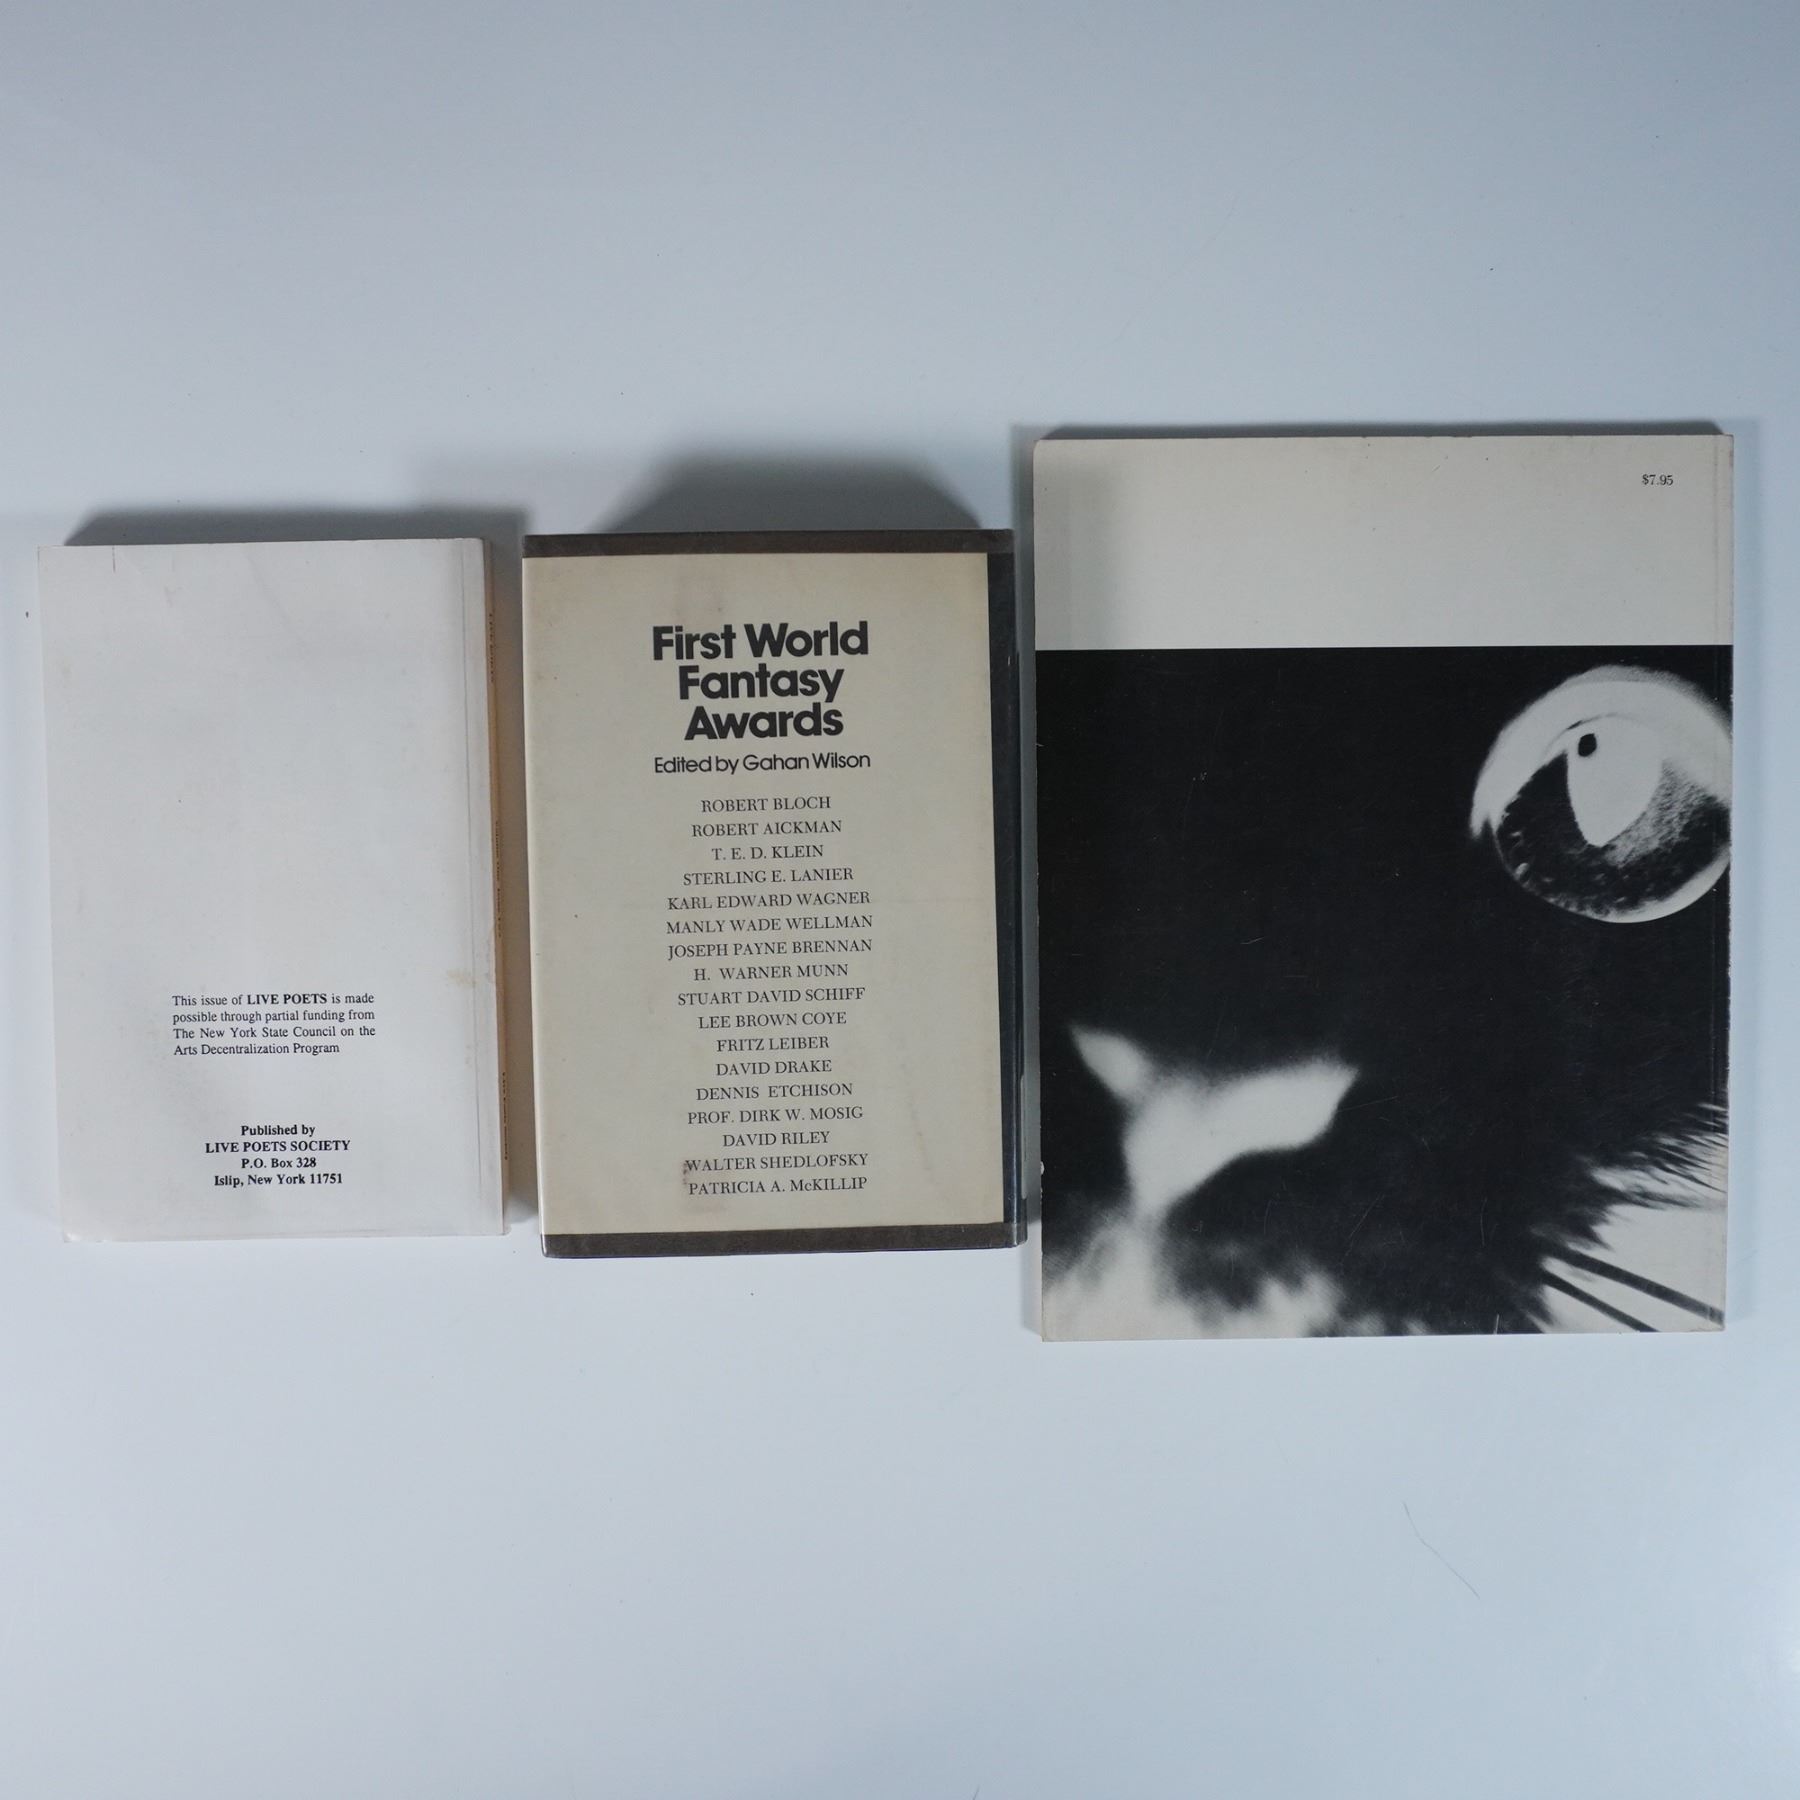 This issue of LIVE POETS is made
possible through partial funding from
The New York State Council on the
Arts Decentralization Program
Published by
LIVE POETS SOCIETY
P.O. Box 328
Islip, New York 11751
First World
Fantasy
Awards
Edited by Gahan Wilson
ROBERT BLOCH
ROBERT AICKMAN
T. E. D. KLEIN
STERLING E. LANIER
KARL EDWARD WAGNER
MANLY WADE WELLMAN
JOSEPH PAYNE BRENNAN
H. WARNER MUNN
STUART DAVID SCHIFF
LEE BROWN COYE
FRITZ LEIBER
DAVID DRAKE
DENNIS ETCHISON
PROF. DIRK W. MOSIG
DAVID RILEY
WALTER SHEDLOFSKY
PATRICIA A. McKILLIP
$7.95